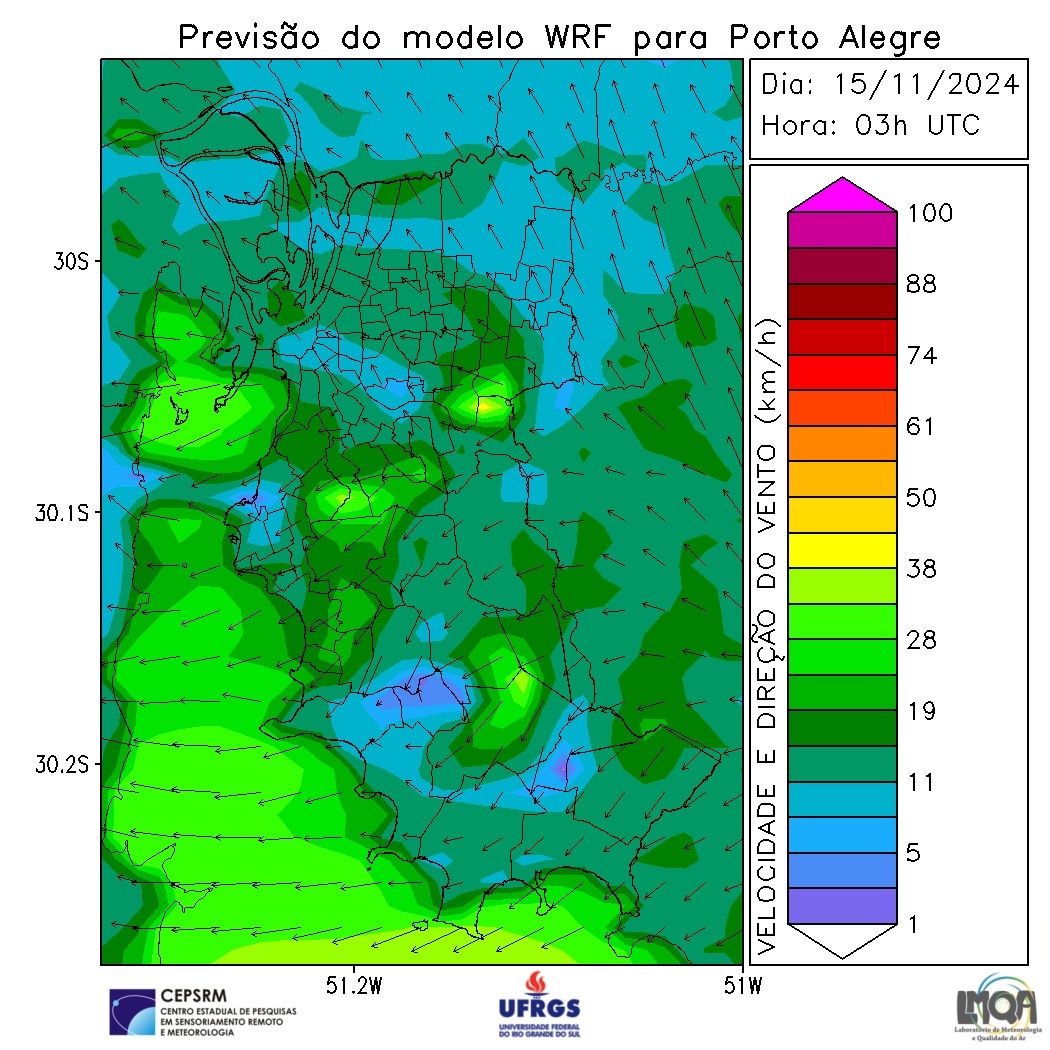 Previsão do modelo WRF para Porto Alegre
Dia: 15/11/2024
Hora: 03h UTC
30S
30.1S
30.2S
51.2W
51W
VELOCIDADE E DIREÇÃO DO VENTO (km/h)
100
88
74
61
50
38
28
19
11
5
1
CEPSRM
CENTRO ESTADUAL DE PESQUISAS
EM SENSORIAMENTO REMOTO
E METEOROLOGIA
UFRGS
UNIVERSIDADE FEDERAL
DO RIO GRANDE DO SUL
LMQA
Laboratório de Meteorologia
e Qualidade do Ar